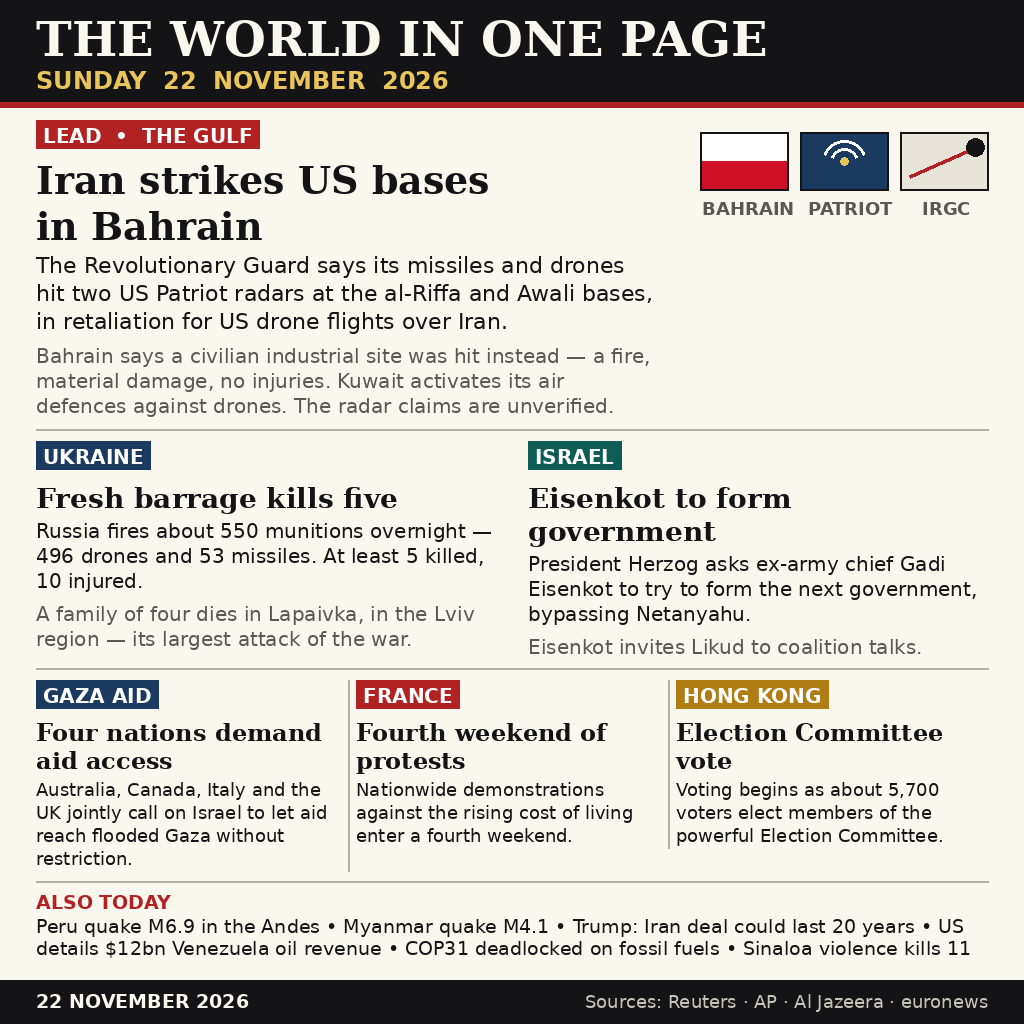 THE WORLD IN ONE PAGE
SUNDAY 22 NOVEMBER 2026
LEAD • THE GULF
Iran strikes US bases
in Bahrain
The Revolutionary Guard says its missiles and drones
hit two US Patriot radars at the al-Riffa and Awali bases,
in retaliation for US drone flights over Iran.
Bahrain says a civilian industrial site was hit instead — a fire,
material damage, no injuries. Kuwait activates its air
defences against drones. The radar claims are unverified.
BAHRAIN
PATRIOT
IRGC
UKRAINE
Fresh barrage kills five
Russia fires about 550 munitions overnight —
496 drones and 53 missiles. At least 5 killed,
10 injured.
A family of four dies in Lapaivka, in the Lviv
region — its largest attack of the war.
ISRAEL
Eisenkot to form
government
President Herzog asks ex-army chief Gadi
Eisenkot to try to form the next government,
bypassing Netanyahu.
Eisenkot invites Likud to coalition talks.
GAZA AID
Four nations demand
aid access
Australia, Canada, Italy and the
UK jointly call on Israel to let aid
reach flooded Gaza without
restriction.
FRANCE
Fourth weekend of
protests
Nationwide demonstrations
against the rising cost of living
enter a fourth weekend.
HONG KONG
Election Committee
vote
Voting begins as about 5,700
voters elect members of the
powerful Election Committee.
ALSO TODAY
Peru quake M6.9 in the Andes • Myanmar quake M4.1 • Trump: Iran deal could last 20 years • US
details $12bn Venezuela oil revenue • COP31 deadlocked on fossil fuels • Sinaloa violence kills 11
22 NOVEMBER 2026
Sources: Reuters · AP · Al Jazeera · euronews